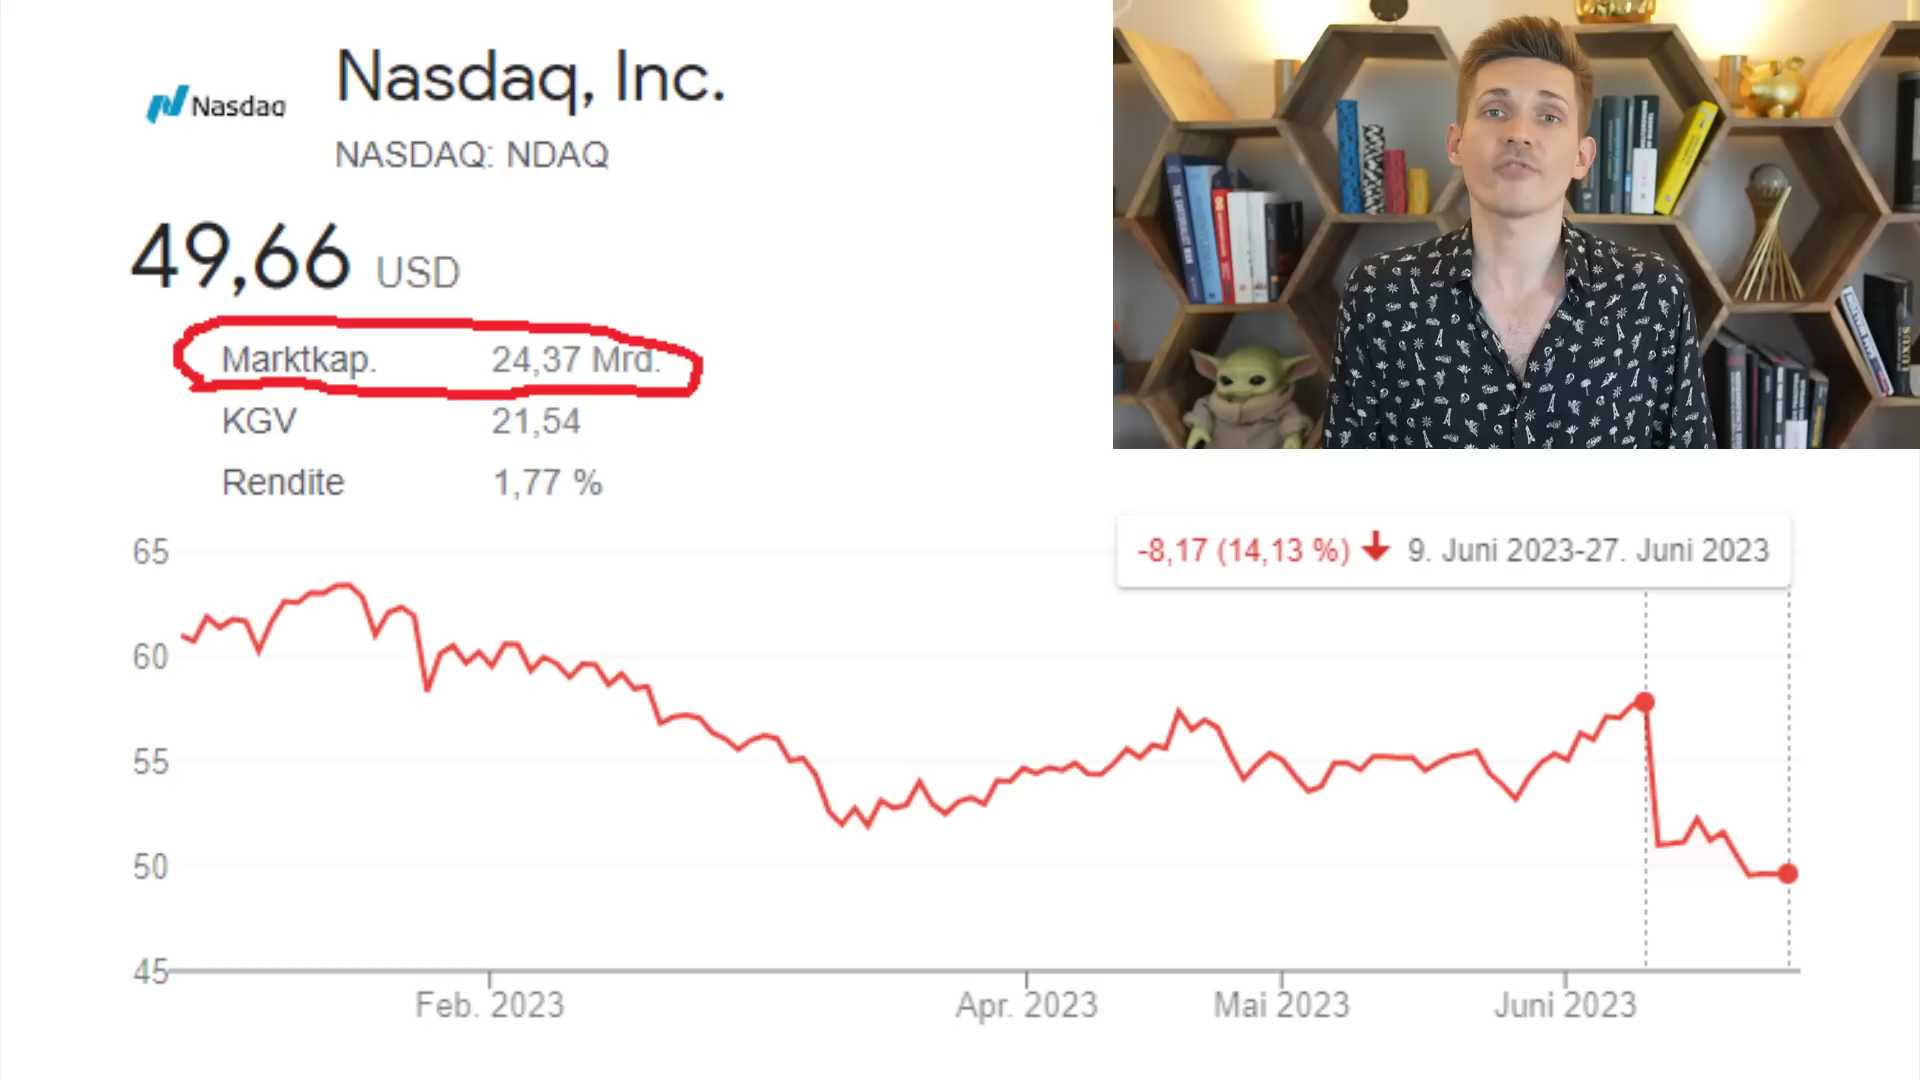 Nasdaq
Nasdaq, Inc.
NASDAQ: NDAQ
49,66 USD
Marktkap. 24,37 Mrd.
KGV 21,54
Rendite 1,77 %
-8,17 (14,13 %) 9. Juni 2023-27. Juni 2023
65
60
55
50
45
Feb. 2023 Apr. 2023 Mai 2023 Juni 2023